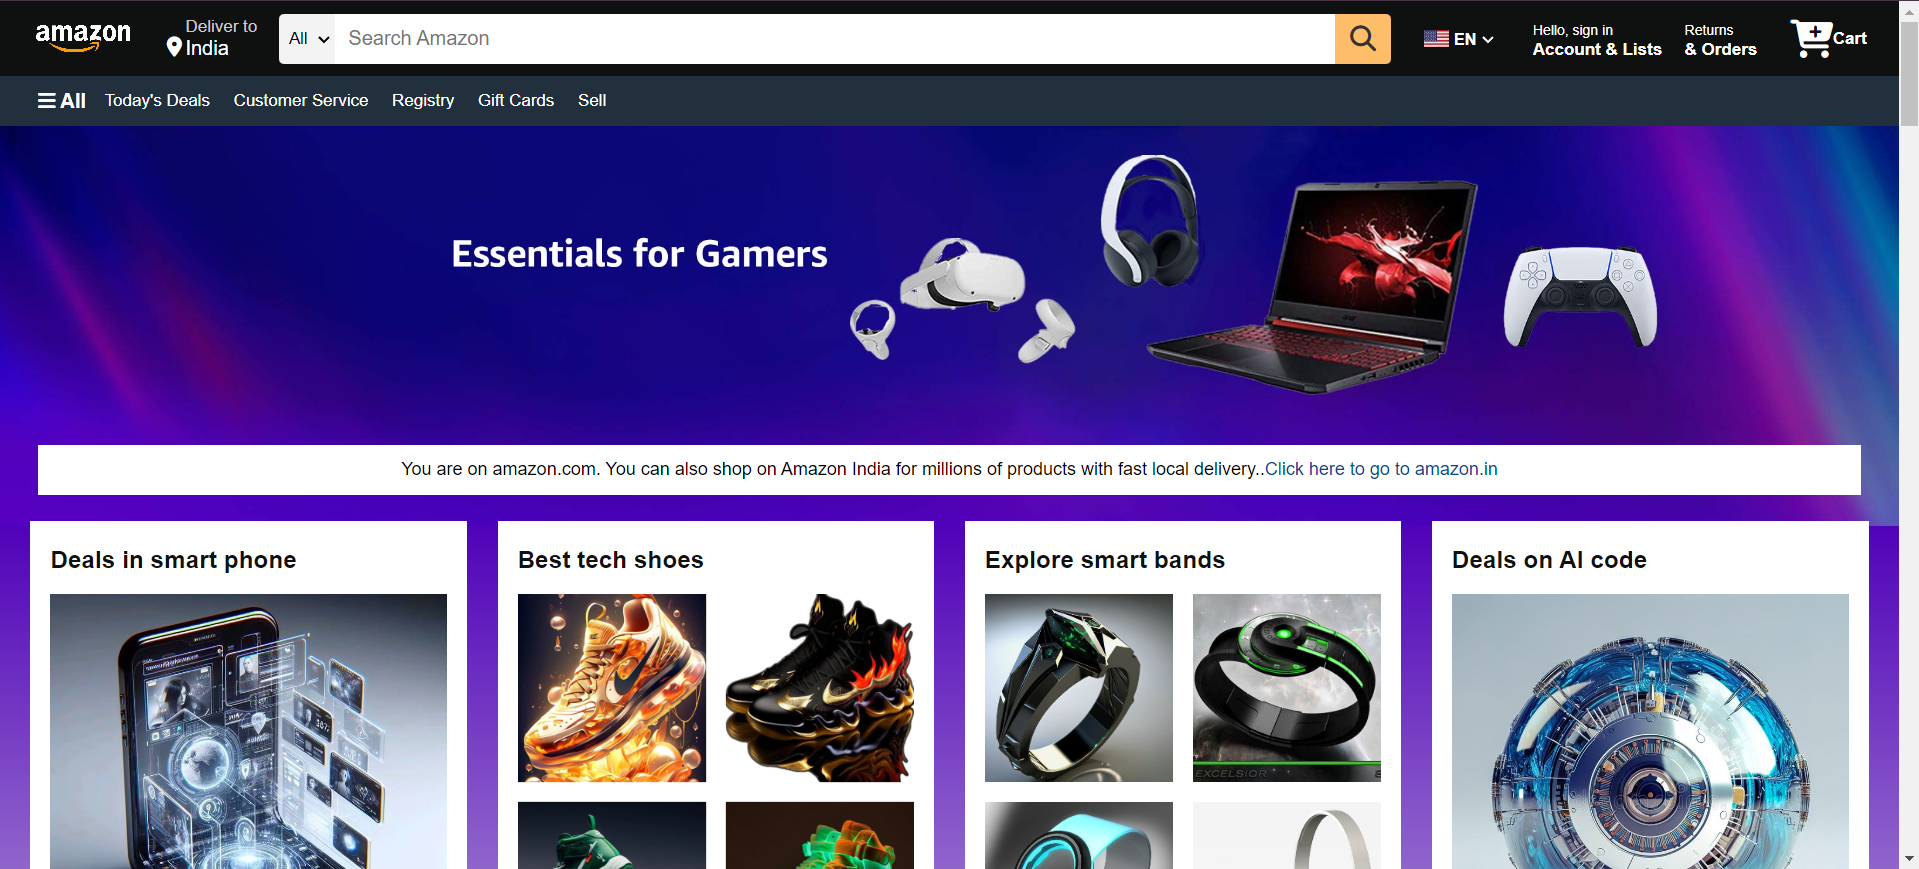 amazon
Deliver to
India
All
Search Amazon
EN
Hello, sign in
Account & Lists
Returns
& Orders
Cart
All
Today's Deals
Customer Service
Registry
Gift Cards
Sell
Essentials for Gamers
You are on amazon.com. You can also shop on Amazon India for millions of products with fast local delivery..Click here to go to amazon.in
Deals in smart phone
Best tech shoes
Explore smart bands
Deals on AI code
EXCELSIOR